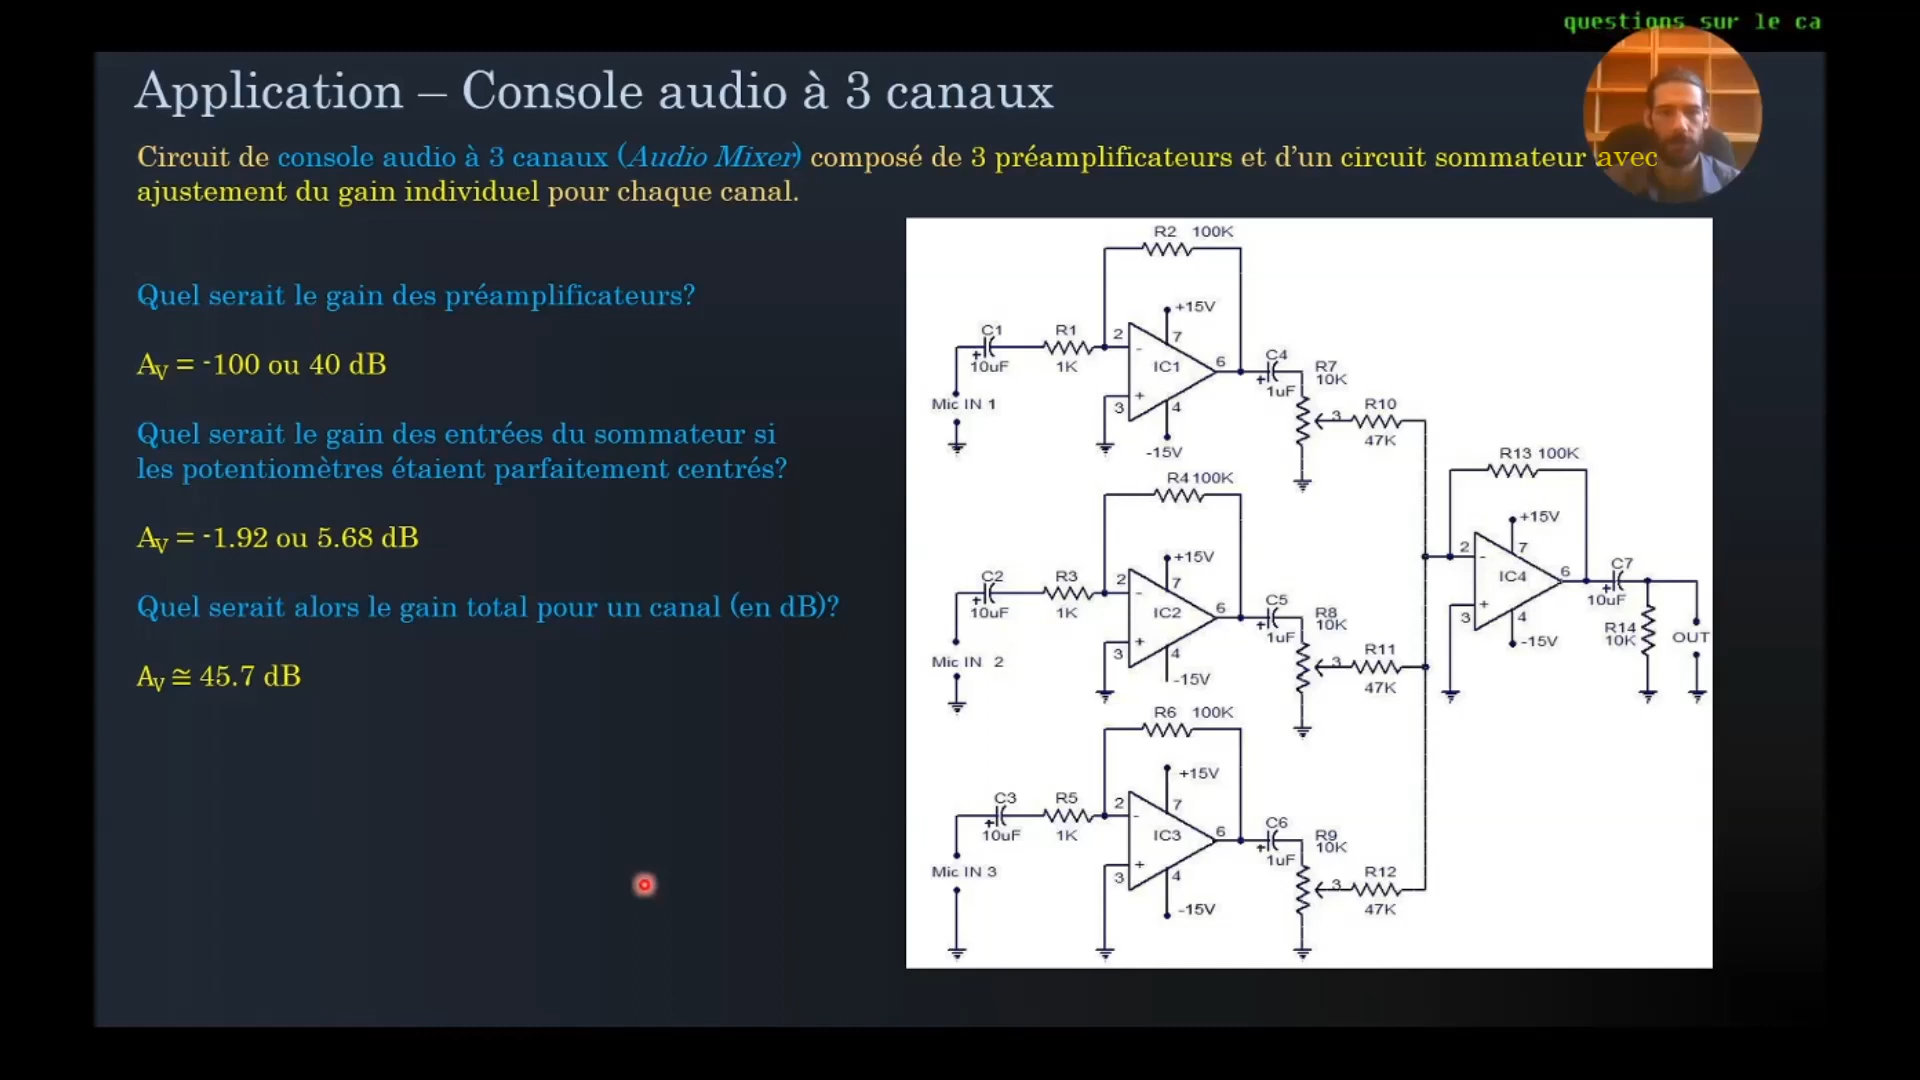 questions sur le ca
Application – Console audio à 3 canaux
Circuit de console audio à 3 canaux (Audio Mixer) composé de 3 préamplificateurs et d’un circuit sommateur avec
ajustement du gain individuel pour chaque canal.
Quel serait le gain des préamplificateurs?
AV = -100 ou 40 dB
Quel serait le gain des entrées du sommateur si
les potentiomètres étaient parfaitement centrés?
AV = -1.92 ou 5.68 dB
Quel serait alors le gain total pour un canal (en dB)?
AV ≅ 45.7 dB
R2 100K
+15V
C1 R1 2 7
- IC1 6 C4 R7
+10uF 1K +1uF 10K
Mic IN 1 3 + 4 3 R10
47K
-15V
R4 100K
R13 100K
+15V
+15V
C2 R3 2 7
- IC2 6 C5 R8
+10uF 1K +1uF 10K
2 - 7 IC4 6 C7
+10uF
3 + 4 -15V
R14 10K OUT
Mic IN 2 3 + 4 -15V
3 R11
47K
R6 100K
+15V
C3 R5 2 7
- IC3 6 C6 R9
+10uF 1K +1uF 10K
Mic IN 3 3 + 4 3 R12
47K
-15V